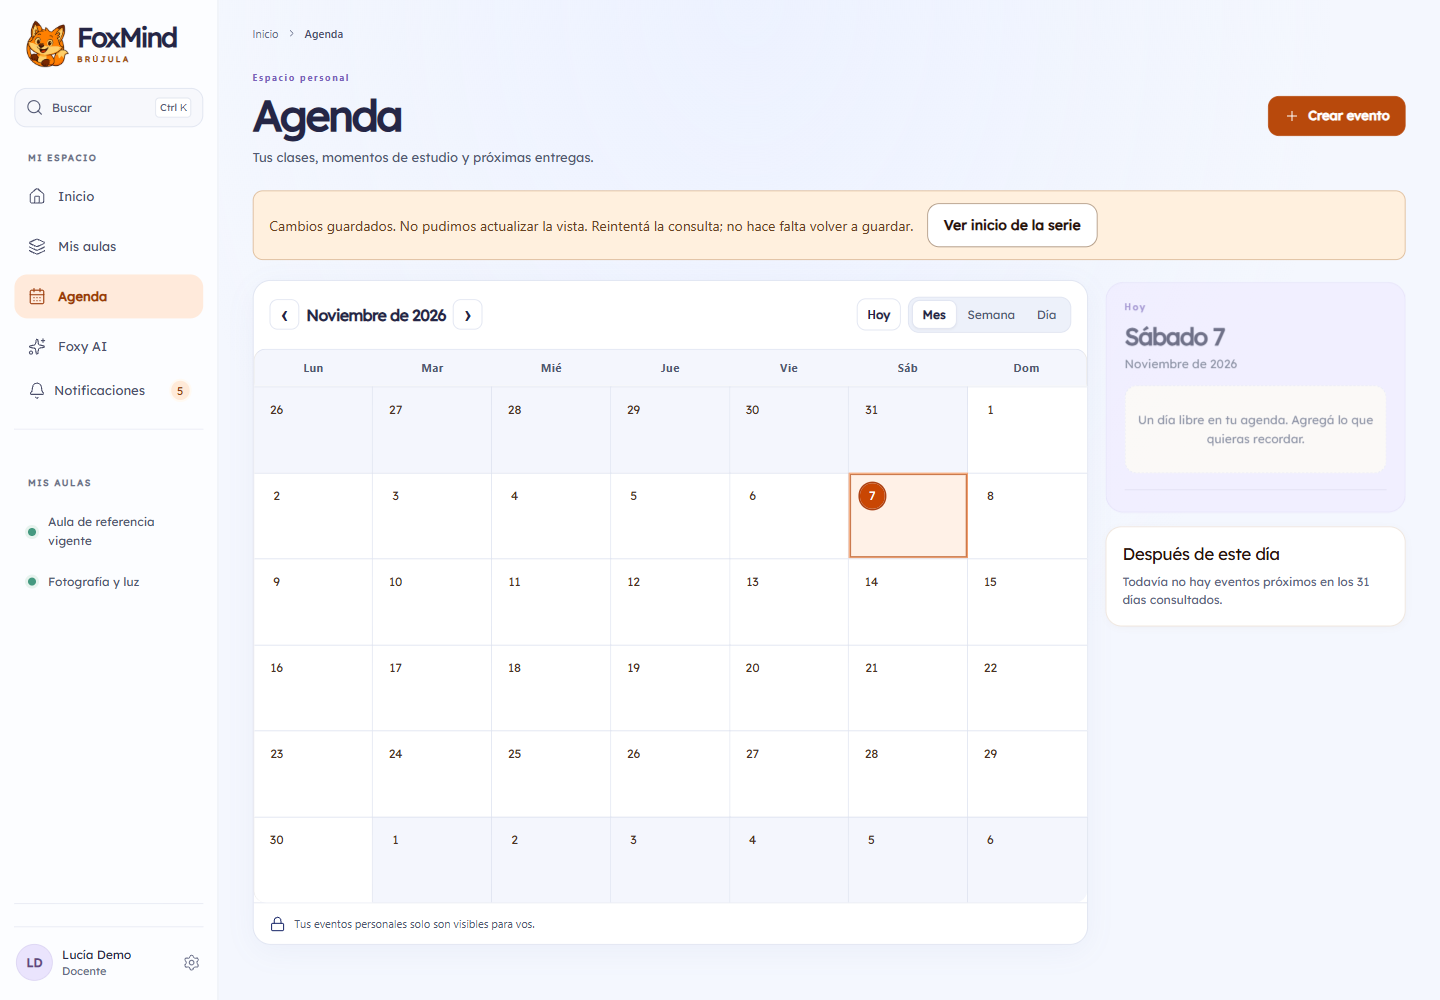 FoxMind
BRÚJULA
Buscar
Ctrl K
MI ESPACIO
Inicio
Mis aulas
Agenda
Foxy AI
Notificaciones 5
MIS AULAS
Aula de referencia
vigente
Fotografía y luz
LD
Lucía Demo
Docente
Inicio > Agenda
Espacio personal
Agenda
Tus clases, momentos de estudio y próximas entregas.
+ Crear evento
Cambios guardados. No pudimos actualizar la vista. Reintentá la consulta; no hace falta volver a guardar.
Ver inicio de la serie
‹ Noviembre de 2026 ›
Hoy Mes Semana Día
Lun Mar Mié Jue Vie Sáb Dom
26 27 28 29 30 31 1
2 3 4 5 6 7 8
9 10 11 12 13 14 15
16 17 18 19 20 21 22
23 24 25 26 27 28 29
30 1 2 3 4 5 6
Tus eventos personales solo son visibles para vos.
Hoy
Sábado 7
Noviembre de 2026
Un día libre en tu agenda. Agregá lo que
quieras recordar.
Después de este día
Todavía no hay eventos próximos en los 31
días consultados.